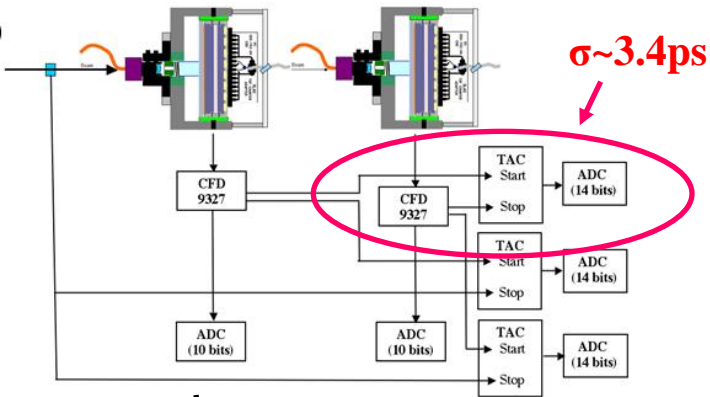 )
σ~3.4ps
TAC
Start
Stop
ADC
(14 bits)
CFD
9327
CFD
9327
TAC
Start
Stop
ADC
(14 bits)
ADC
(10 bits)
ADC
(10 bits)
TAC
Start
Stop
ADC
(14 bits)